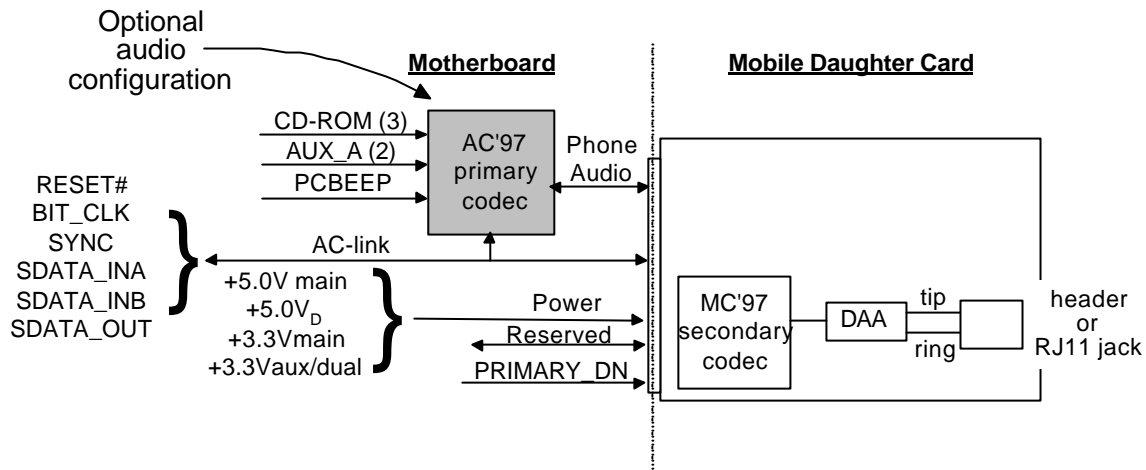 Optional
audio
configuration
Motherboard
Mobile Daughter Card
CD-ROM (3)
AUX_A (2)
PCBEEP
AC'97
primary
codec
Phone
Audio
RESET#
BIT_CLK
SYNC
SDATA_INA
SDATA_INB
SDATA_OUT
AC-link
+5.0V main
+5.0VD
+3.3Vmain
+3.3Vaux/dual
Power
Reserved
PRIMARY_DN
MC'97
secondary
codec
DAA
tip
ring
header
or
RJ11 jack